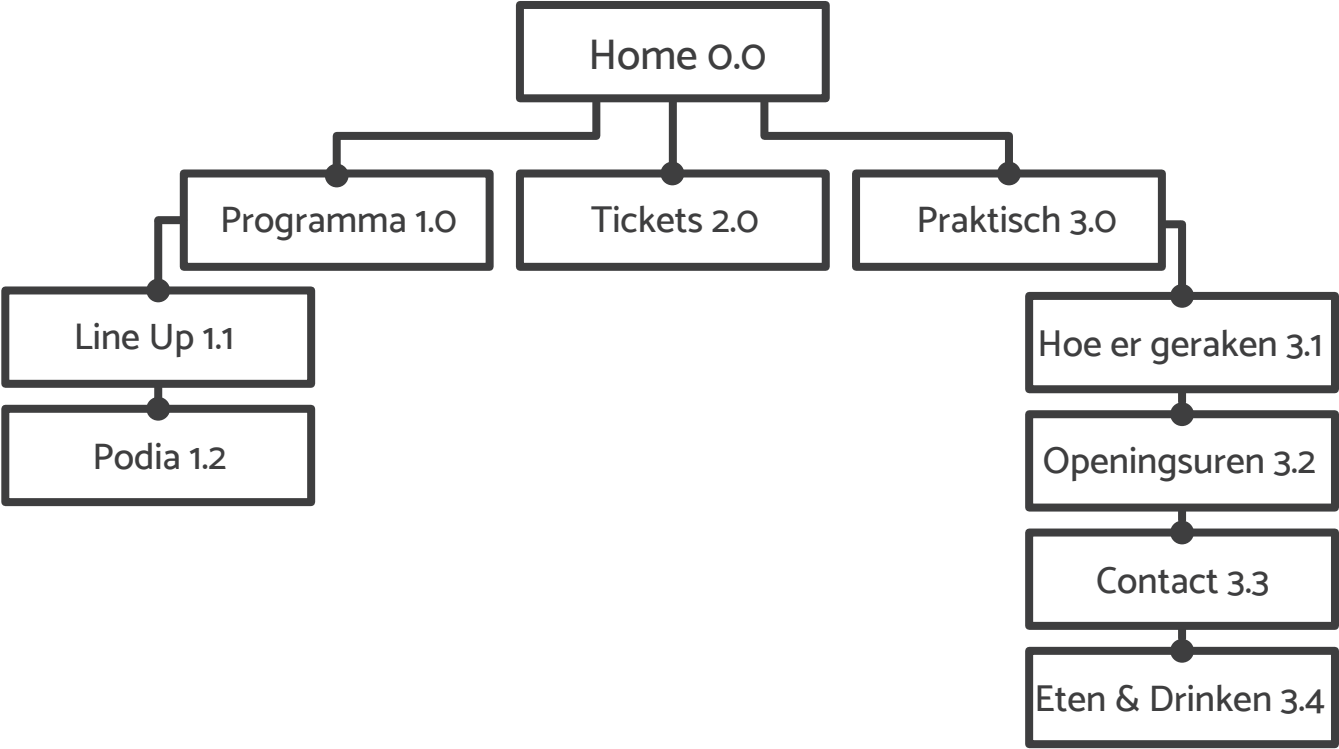 Home 0.0
Programma 1.0
Tickets 2.0
Praktisch 3.0
Line Up 1.1
Podia 1.2
Hoe er geraken 3.1
Openingsuren 3.2
Contact 3.3
Eten & Drinken 3.4